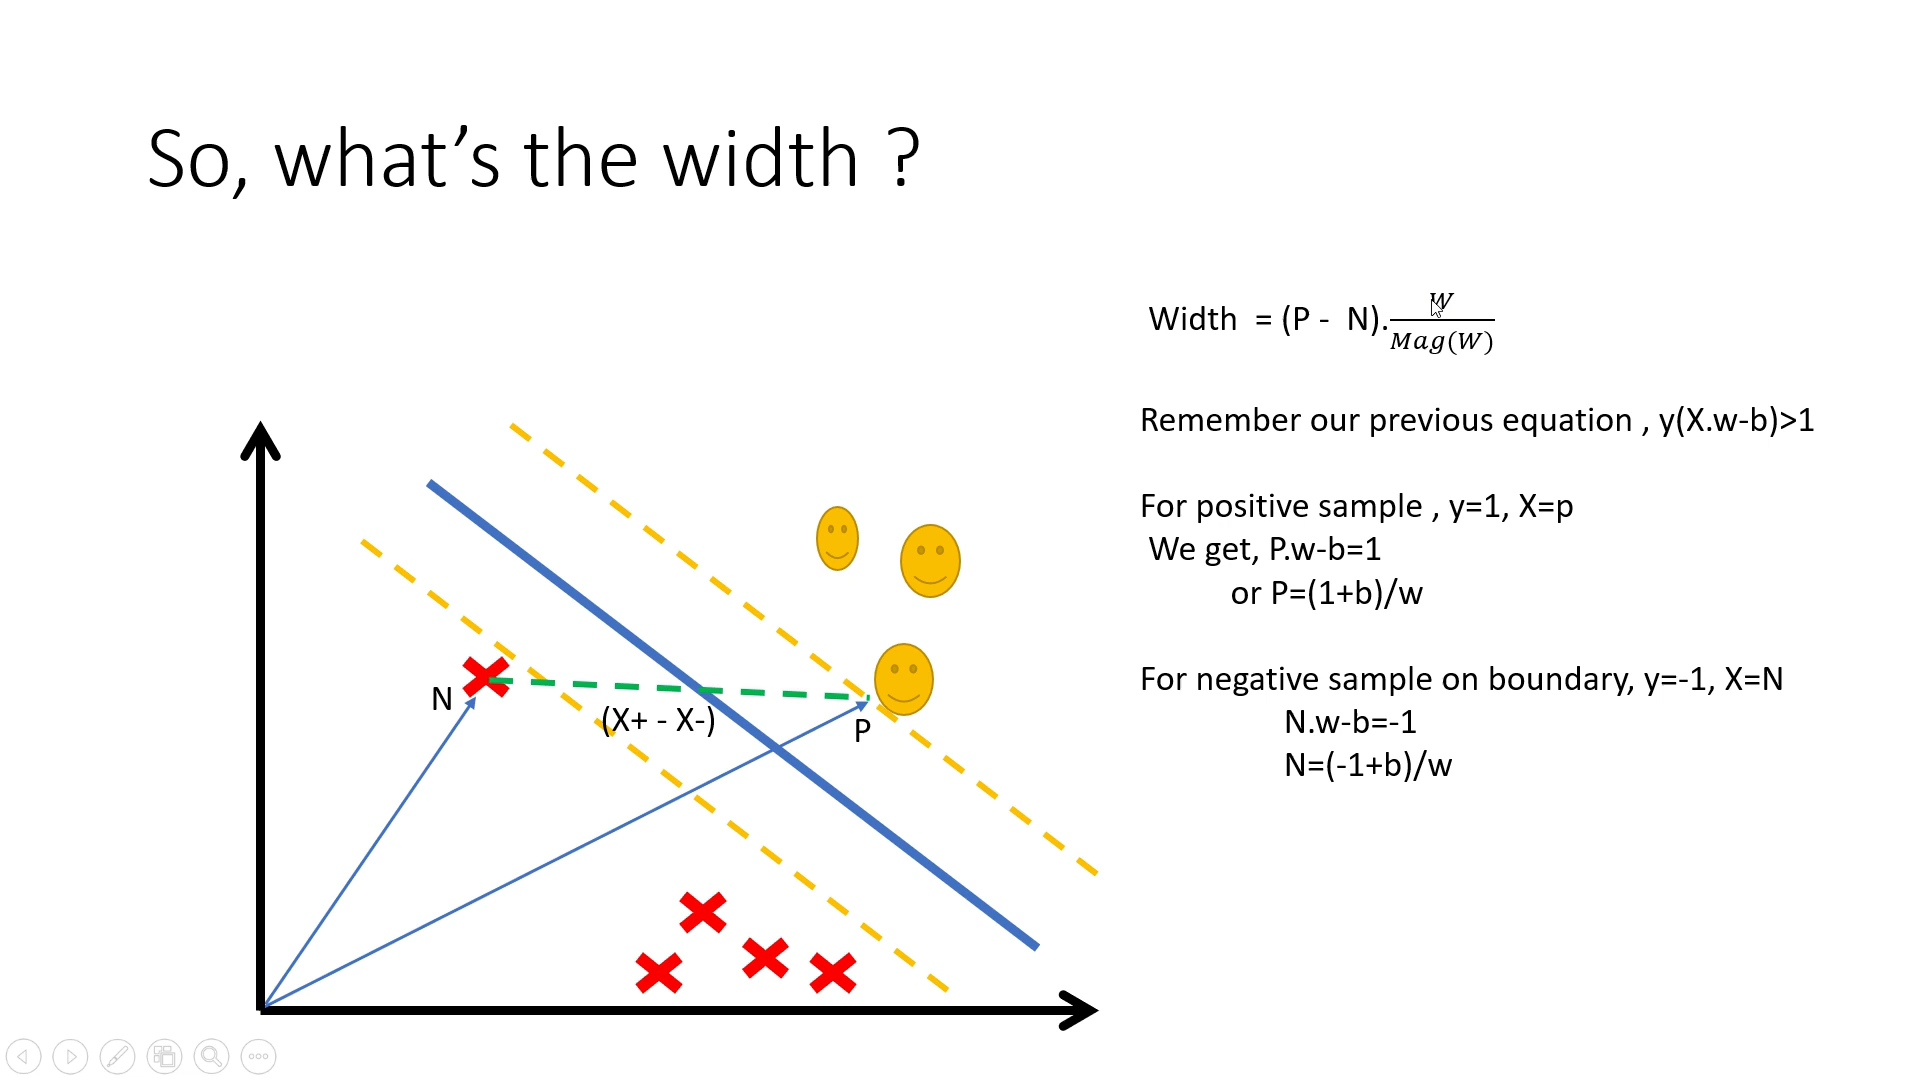 So, what’s the width ?
Width = (P - N).W/Mag(W)
Remember our previous equation , y(X.w-b)>1
For positive sample , y=1, X=p
We get, P.w-b=1
or P=(1+b)/w
For negative sample on boundary, y=-1, X=N
N.w-b=-1
N=(-1+b)/w
N
(X+ - X-)
P